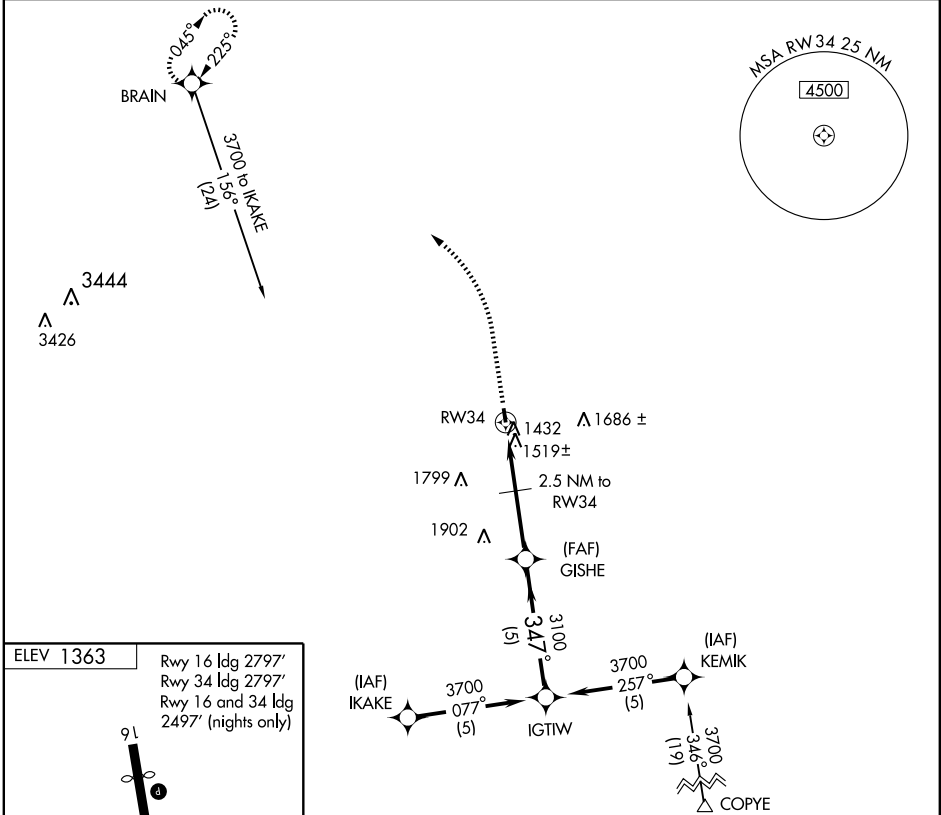 045°
225°
BRAIN
3700 to IKAKE
156°
(24)
MSA RW34 25 NM
4500
3444
3426
RW34
1432
1686 ±
1519±
1799
2.5 NM to
RW34
1902
(FAF)
GISHE
3100
347°
(5)
(IAF)
KEMIK
3700
257°
(5)
(IAF)
IKAKE
3700
077°
(5)
IGTIW
3700
346°
(19)
COPYE
ELEV 1363
Rwy 16 ldg 2797'
Rwy 34 ldg 2797'
Rwy 16 and 34 ldg
2497' (nights only)
16
P